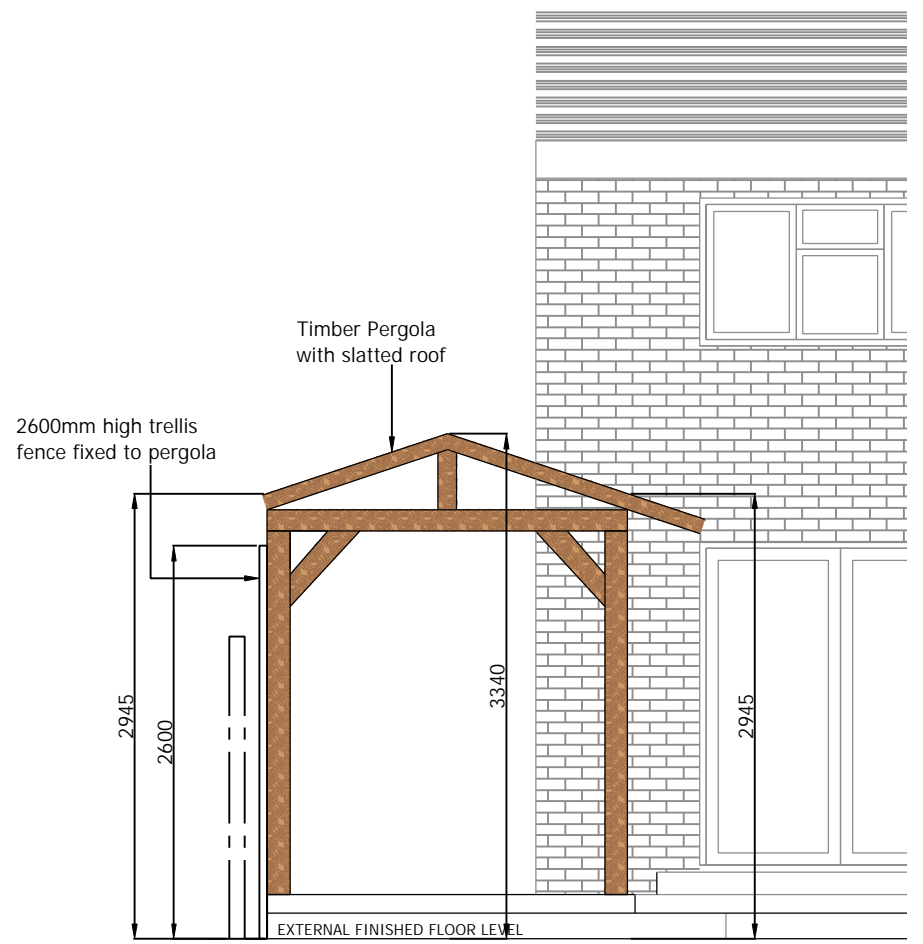 Timber Pergola
with slatted roof
2600mm high trellis
fence fixed to pergola
2945
2600
3340
2945
EXTERNAL FINISHED FLOOR LEVEL